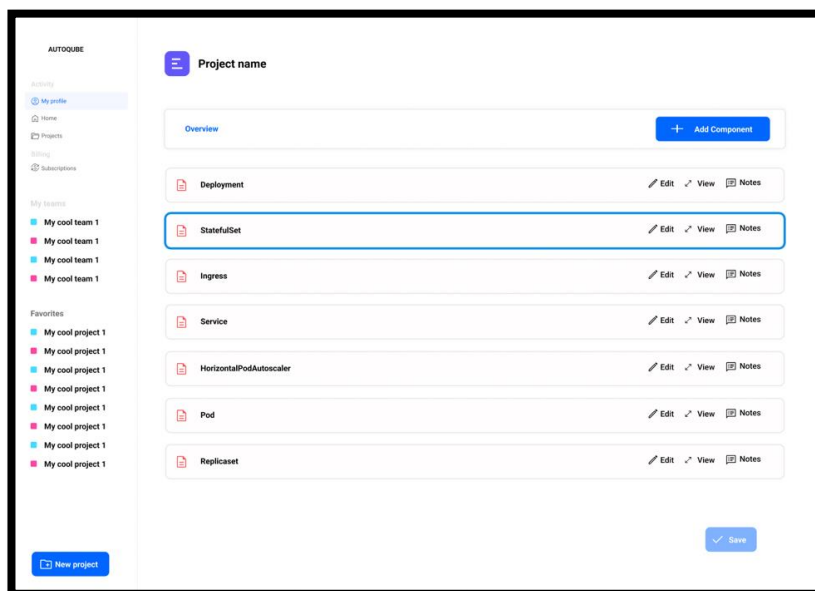 AUTOQUBE
Activity
My profile
Home
Projects
Billing
Subscriptions
My teams
My cool team 1
My cool team 1
My cool team 1
My cool team 1
Favorites
My cool project 1
My cool project 1
My cool project 1
My cool project 1
My cool project 1
My cool project 1
My cool project 1
My cool project 1
New project
Project name
Overview
Add Component
Deployment Edit View Notes
StatefulSet Edit View Notes
Ingress Edit View Notes
Service Edit View Notes
HorizontalPodAutoscaler Edit View Notes
Pod Edit View Notes
Replicaset Edit View Notes
Save